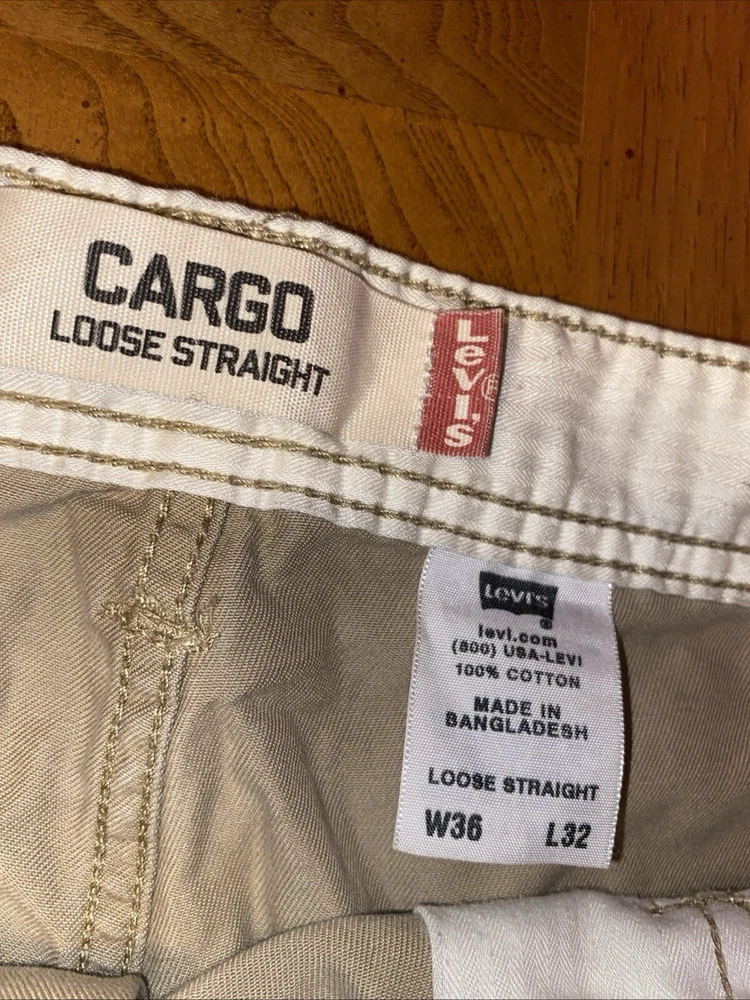 CARGO
LOOSE STRAIGHT
Levi's®
Levi's®
levi.com
(800) USA-LEVI
100% COTTON
MADE IN
BANGLADESH
LOOSE STRAIGHT
W36 L32